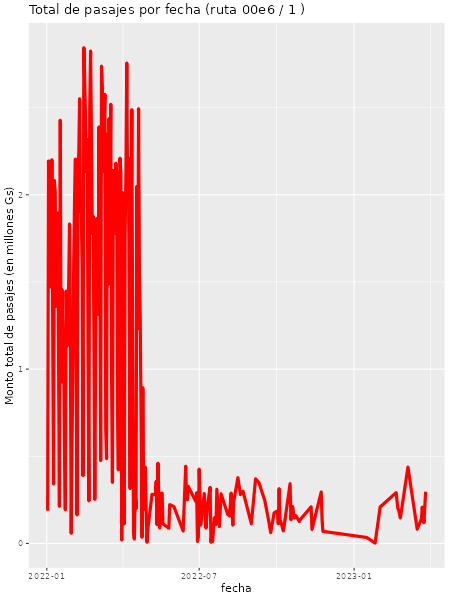 Total de pasajes por fecha (ruta 00e6 / 1 )
Monto total de pasajes (en millones Gs)
2
1
0
2022-01
2022-07
2023-01
fecha